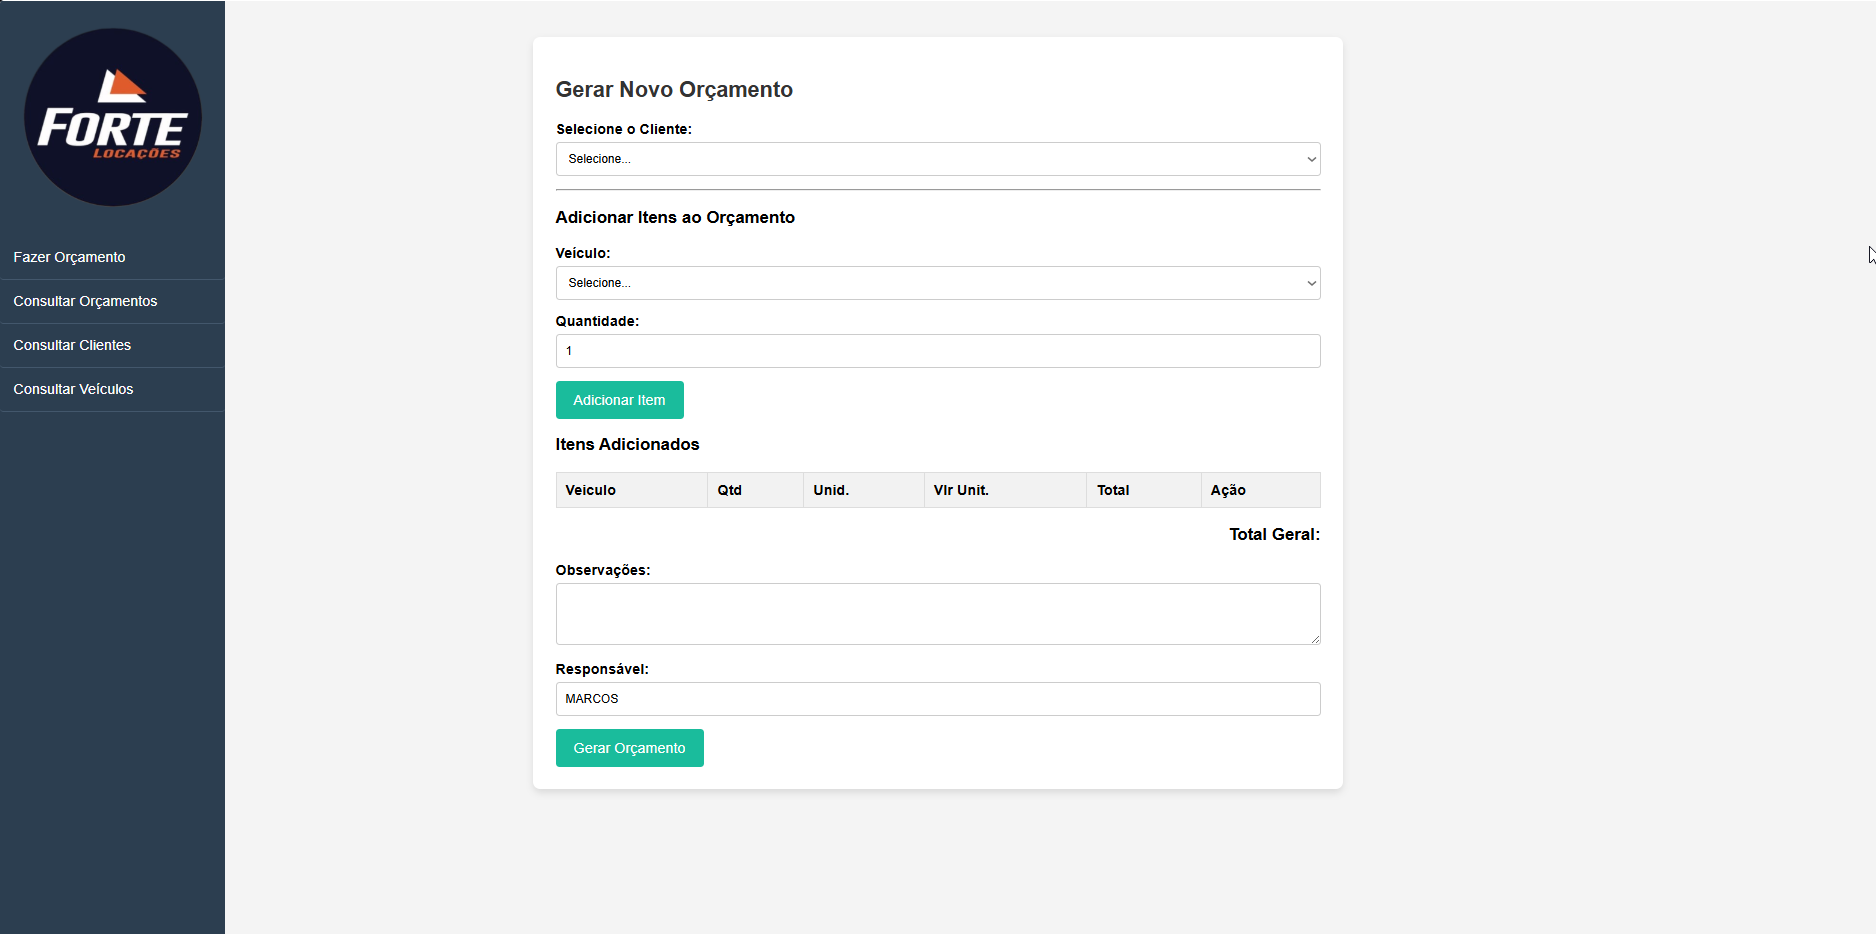 FORTE
LOCAÇÕES
Fazer Orçamento
Consultar Orçamentos
Consultar Clientes
Consultar Veículos
Gerar Novo Orçamento
Selecione o Cliente:
Selecione...
Adicionar Itens ao Orçamento
Veículo:
Selecione...
Quantidade:
1
Adicionar Item
Itens Adicionados
Veiculo Qtd Unid. Vlr Unit. Total Ação
Total Geral:
Observações:
Responsável:
MARCOS
Gerar Orçamento